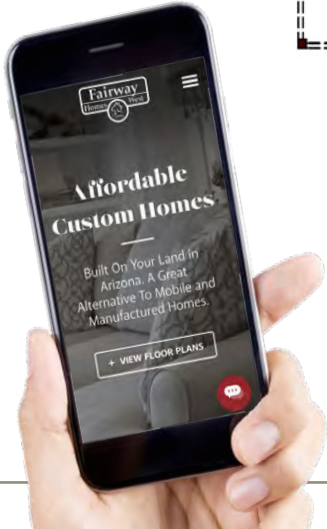 Fairway
Homes West
Affordable
Custom Homes
Built On Your Land in
Arizona. A Great
Alternative To Mobile and
Manufactured Homes.
+ VIEW FLOOR PLANS